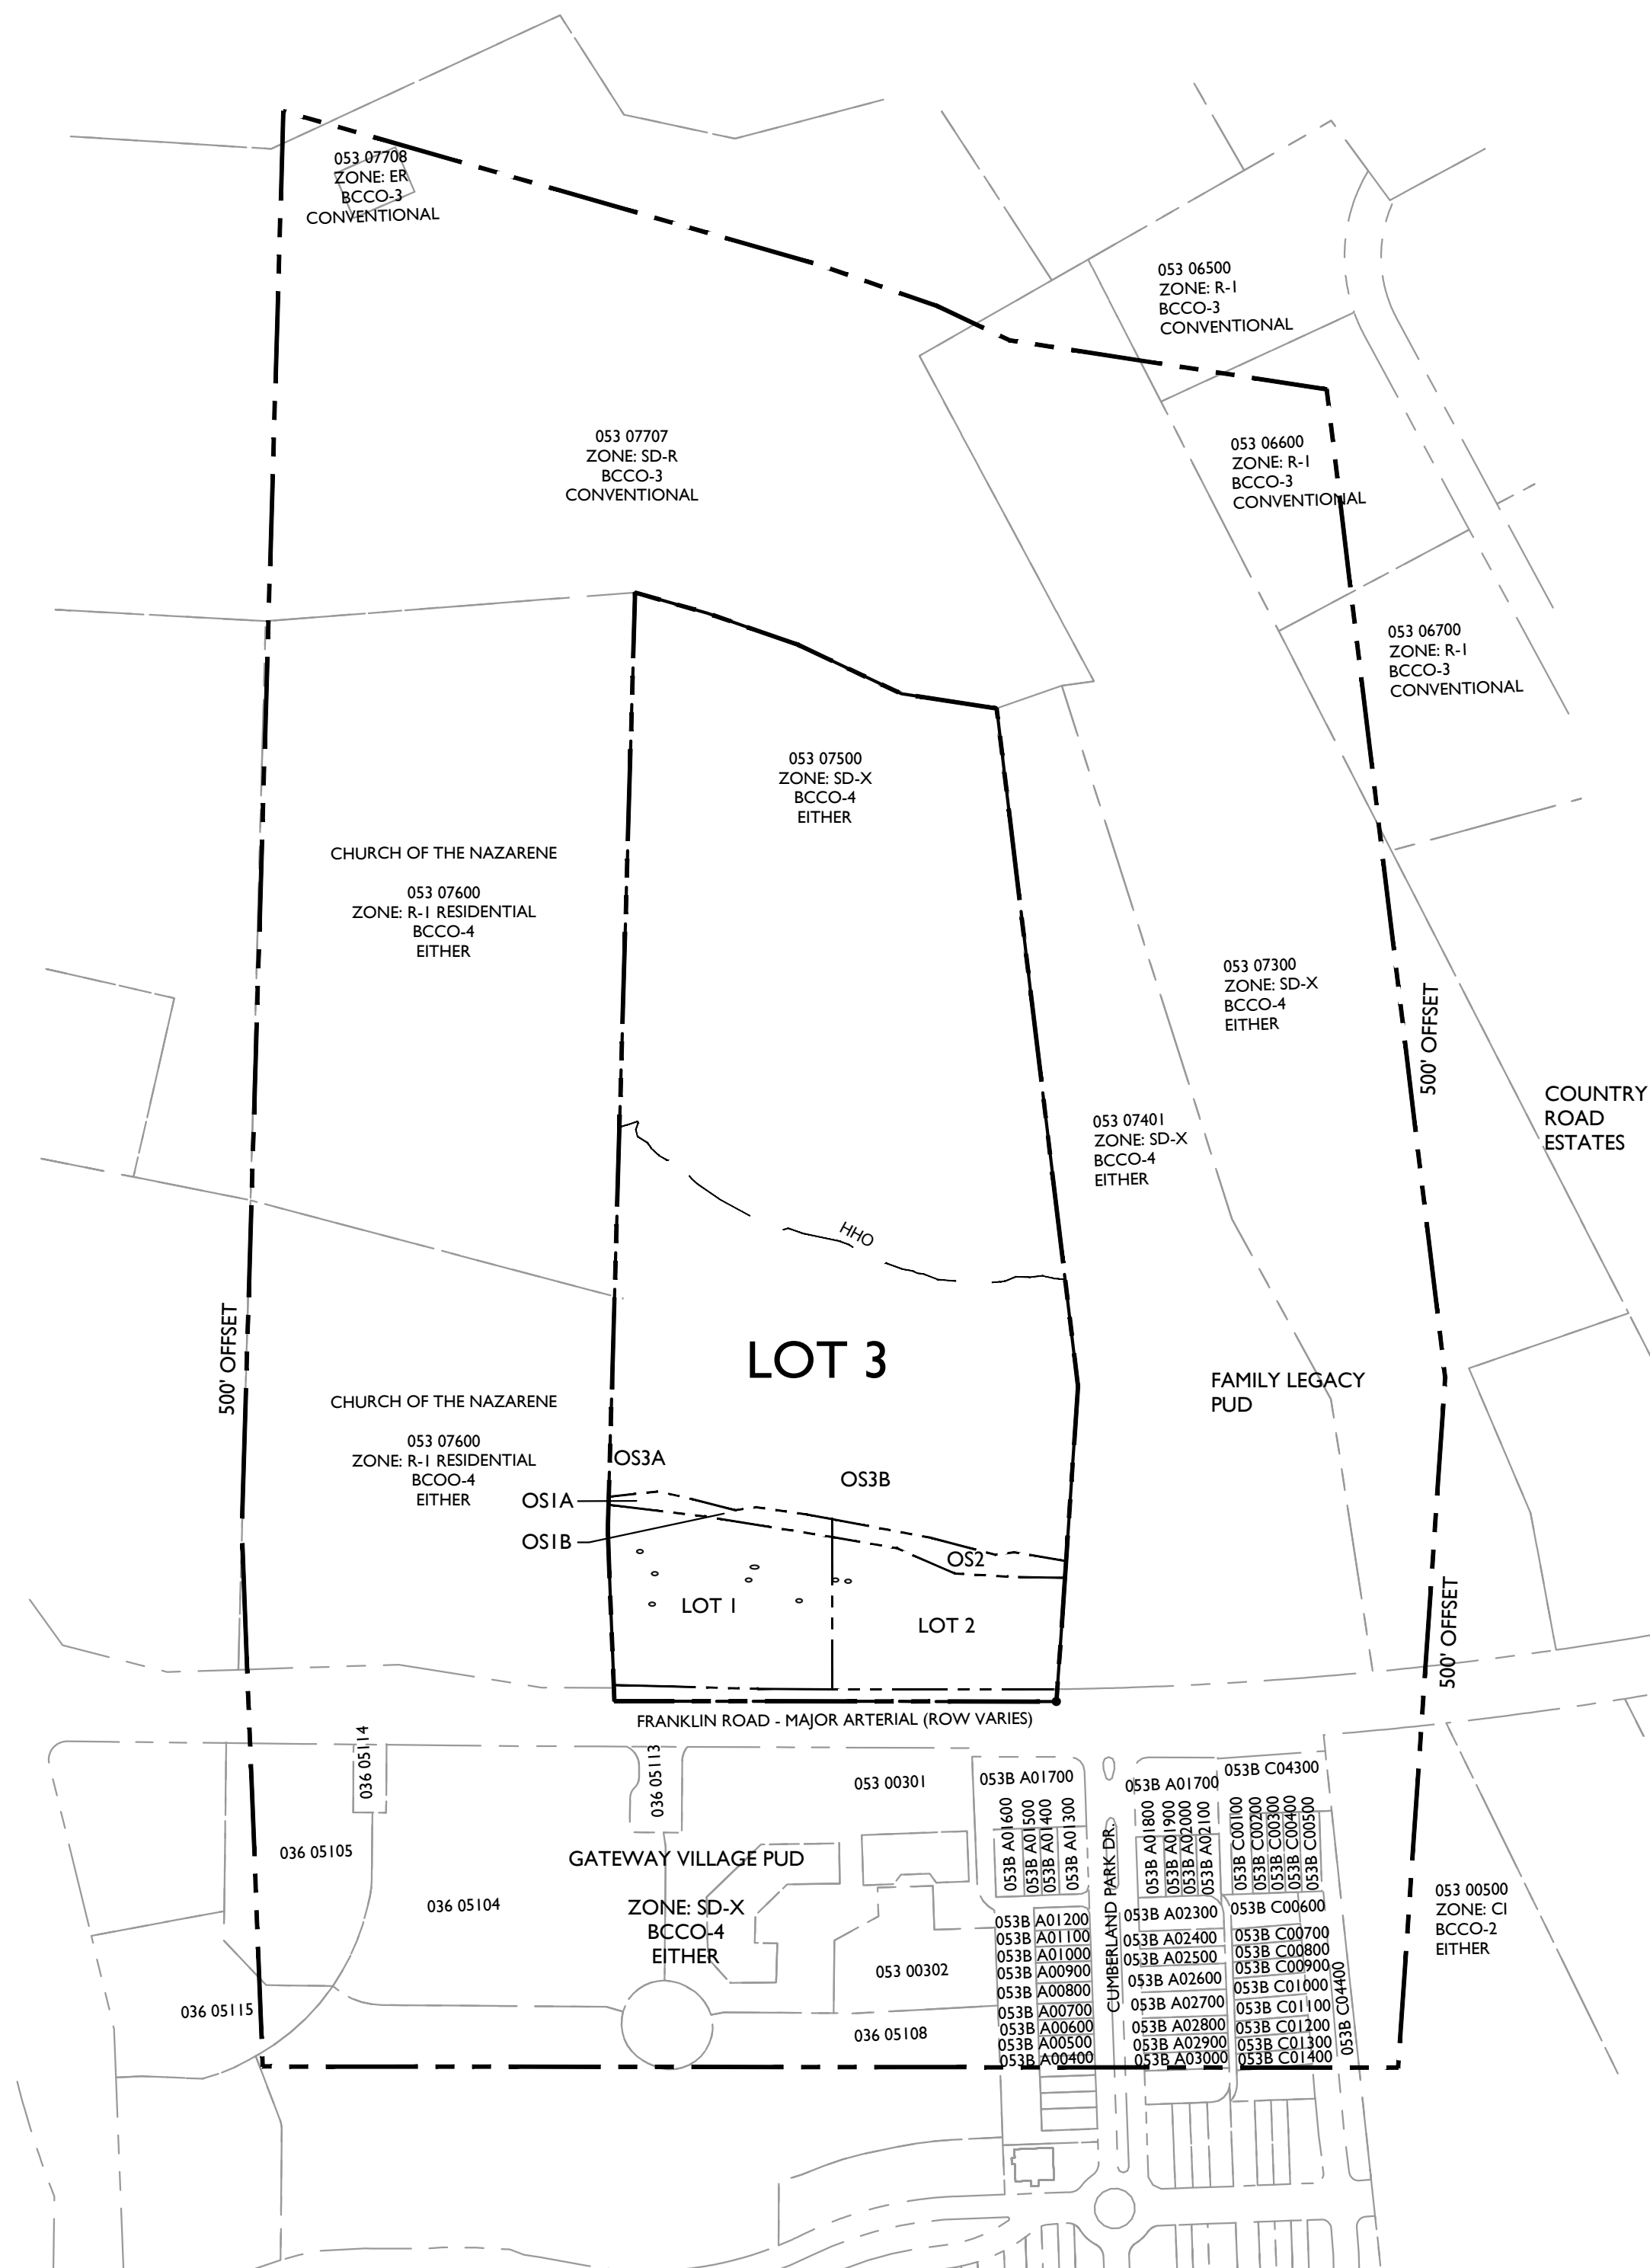 053 07708
ZONE: ER
BCCO-3
CONVENTIONAL
053 06500
ZONE: R-1
BCCO-3
CONVENTIONAL
053 07707
ZONE: SD-R
BCCO-3
CONVENTIONAL
053 06600
ZONE: R-1
BCCO-3
CONVENTIONAL
053 06700
ZONE: R-1
BCCO-3
CONVENTIONAL
053 07500
ZONE: SD-X
BCCO-4
EITHER
CHURCH OF THE NAZARENE
053 07600
ZONE: R-1 RESIDENTIAL
BCCO-4
EITHER
053 07300
ZONE: SD-X
BCCO-4
EITHER
500' OFFSET
COUNTRY
ROAD
ESTATES
053 07401
ZONE: SD-X
BCCO-4
EITHER
HHO
LOT 3
500' OFFSET
FAMILY LEGACY
PUD
CHURCH OF THE NAZARENE
053 07600
ZONE: R-1 RESIDENTIAL
BCOO-4
EITHER
OS3A
OS3B
OS1A
OS1B
OS2
LOT 1
LOT 2
500' OFFSET
FRANKLIN ROAD - MAJOR ARTERIAL (ROW VARIES)
036 05114
036 05113
053 00301
053B A01700
053B A01700
053B C04300
053B A01600
053B A01500
053B A01400
053B A01300
CUMBERLAND PARK DR.
053B A01800
053B A01900
053B A02000
053B A02100
053B C00100
053B C00200
053B C00300
053B C00400
053B C00500
036 05105
GATEWAY VILLAGE PUD
ZONE: SD-X
BCCO-4
EITHER
036 05104
053 00302
036 05115
036 05108
053B A01200
053B A01100
053B A01000
053B A00900
053B A00800
053B A00700
053B A00600
053B A00500
053B A00400
053B A02300
053B A02400
053B A02500
053B A02600
053B A02700
053B A02800
053B A02900
053B A03000
053B C00600
053B C00700
053B C00800
053B C00900
053B C01000
053B C01100
053B C01200
053B C01300
053B C01400
053B C04400
053 00500
ZONE: CI
BCCO-2
EITHER